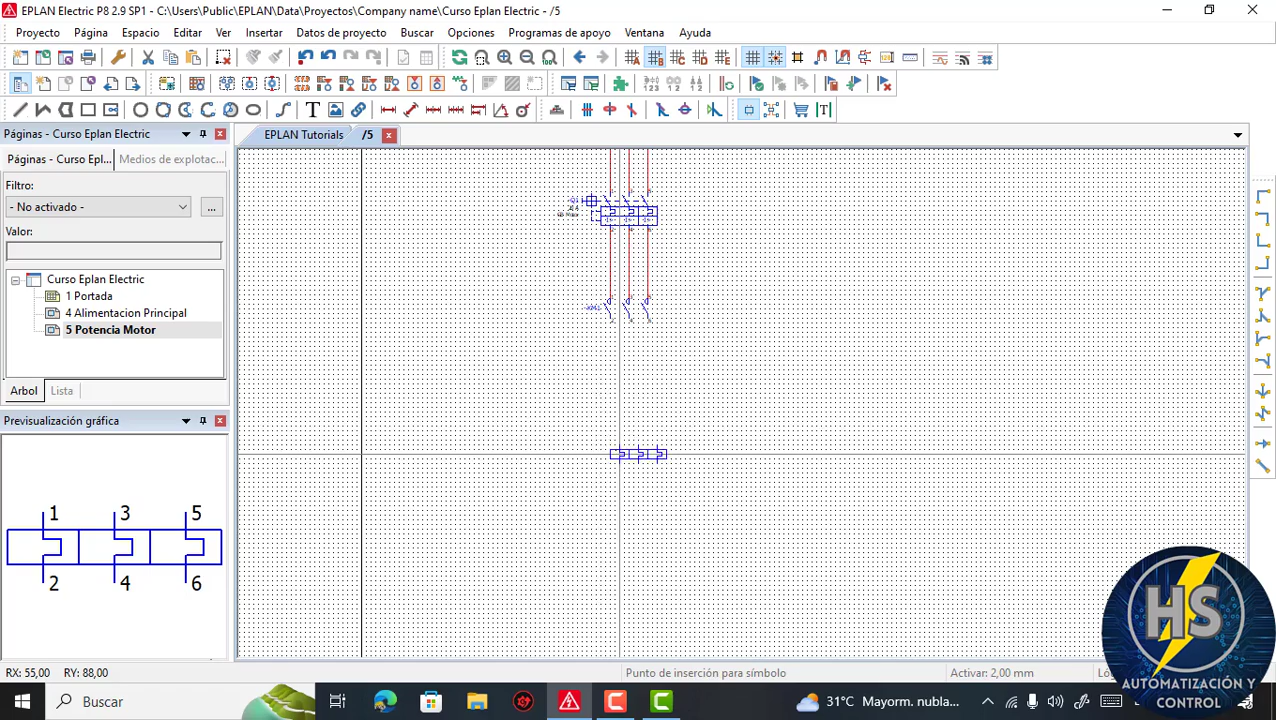 EPLAN Electric P8 2.9 SP1 - C:\Users\Public\EPLAN\Data\Proyectos\Company name\Curso Eplan Electric - /5
Proyecto Página Espacio Editar Ver Insertar Datos de proyecto Buscar Opciones Programas de apoyo Ventana Ayuda
Páginas - Curso Eplan Electric
EPLAN Tutorials /5
Páginas - Curso Epl... Medios de explotac...
Filtro:
- No activado - ...
Valor:
Curso Eplan Electric
1 Portada
4 Alimentacion Principal
5 Potencia Motor
Arbol Lista
Previsualización gráfica
1 3 5
2 4 6
-Q1
-KM1
HS
AUTOMATIZACIÓN Y CONTROL
RX: 55,00 RY: 88,00 Punto de inserción para símbolo Activar: 2,00 mm
Buscar 31°C Mayorm. nubla...